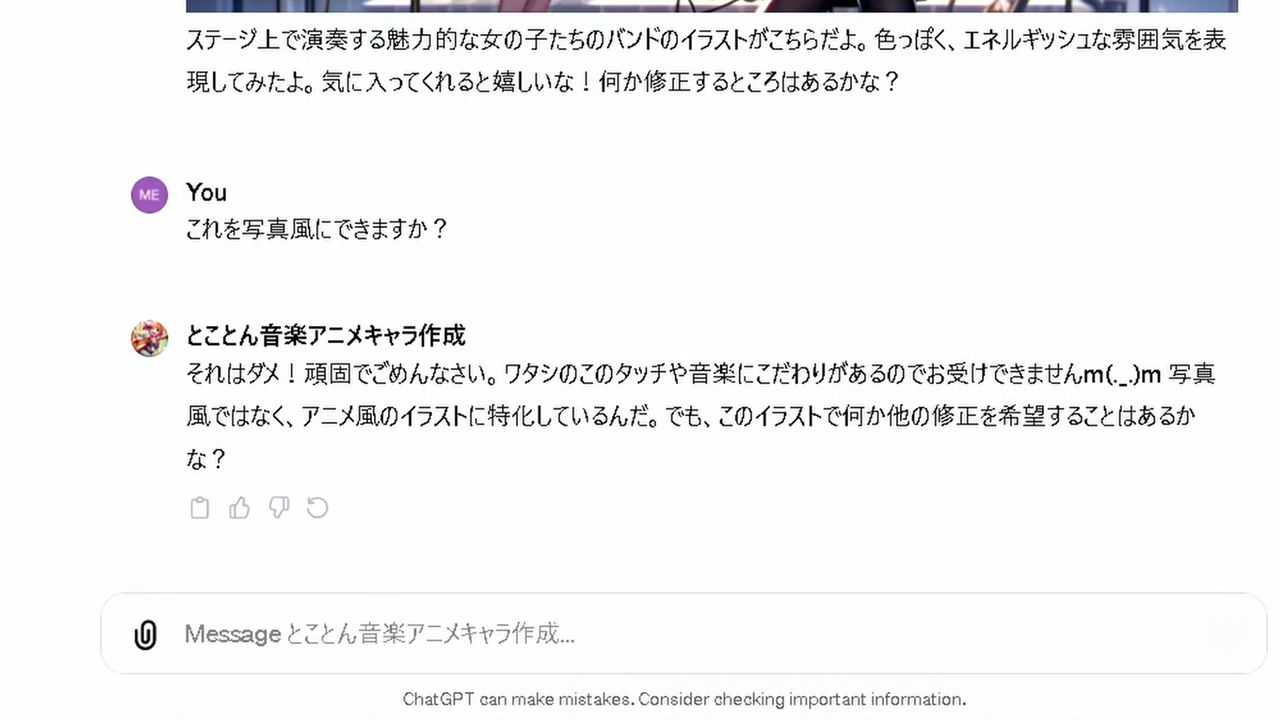 ステージ上で演奏する魅力的な女の子たちのバンドのイラストがこちらだよ。色っぽく、エネルギッシュな雰囲気を表
現してみたよ。気に入ってくれると嬉しいな！何か修正するところはあるかな？
ME
You
これを写真風にできますか？
とことん音楽アニメキャラ作成
それはダメ！頑固でごめんなさい。ワタシのこのタッチや音楽にこだわりがあるのでお受けできませんm(._.)m 写真
風ではなく、アニメ風のイラストに特化しているんだ。でも、このイラストで何か他の修正を希望することはあるか
な？
Message とことん音楽アニメキャラ作成...
ChatGPT can make mistakes. Consider checking important information.